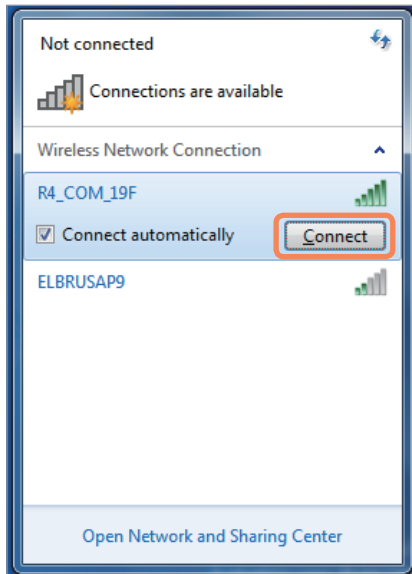 Not connected
Connections are available
Wireless Network Connection
R4_COM_19F
Connect automatically
Connect
ELBRUSAP9
Open Network and Sharing Center